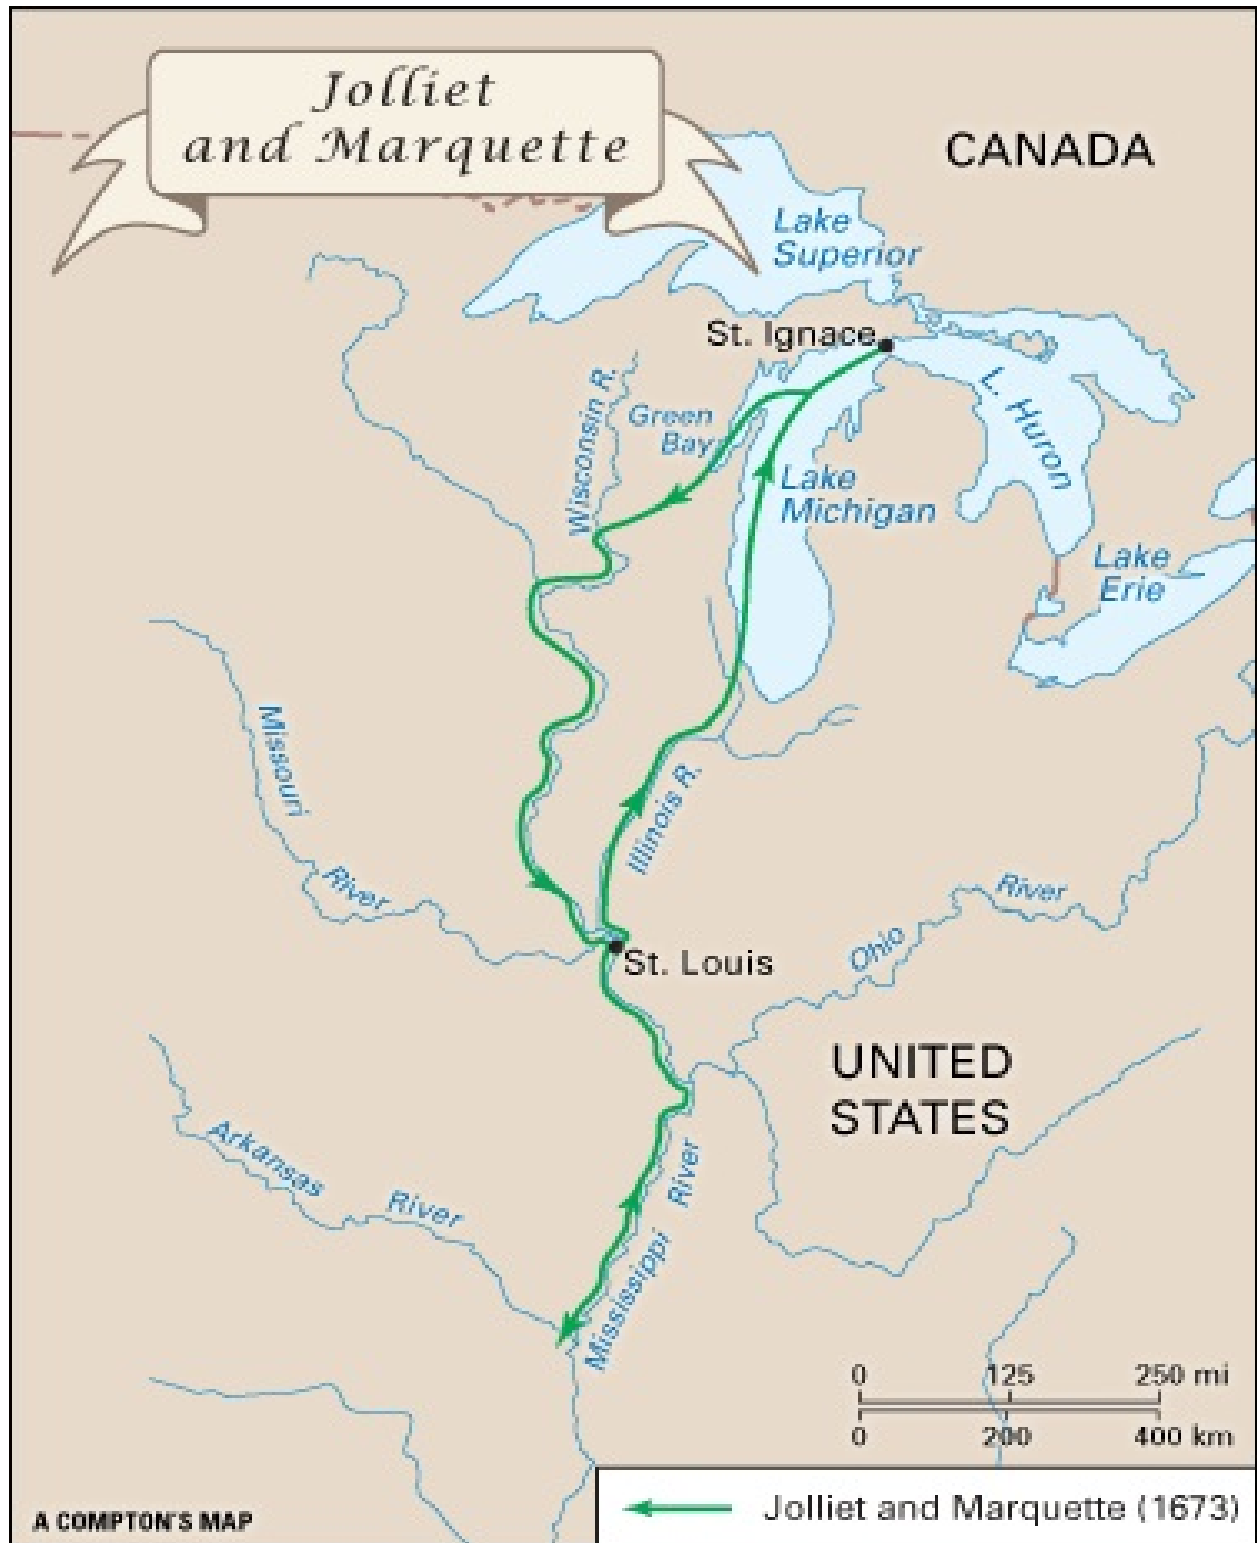 Jolliet
and Marquette
CANADA
Lake
Superior
St. Ignace
L. Huron
Wisconsin R.
Green
Bay
Lake
Michigan
Lake
Erie
Missouri
River
Illinois R.
River
Ohio
St. Louis
UNITED
STATES
Arkansas
River
River
Mississippi
0 125 250 mi
0 200 400 km
A COMPTON'S MAP
Jolliet and Marquette (1673)